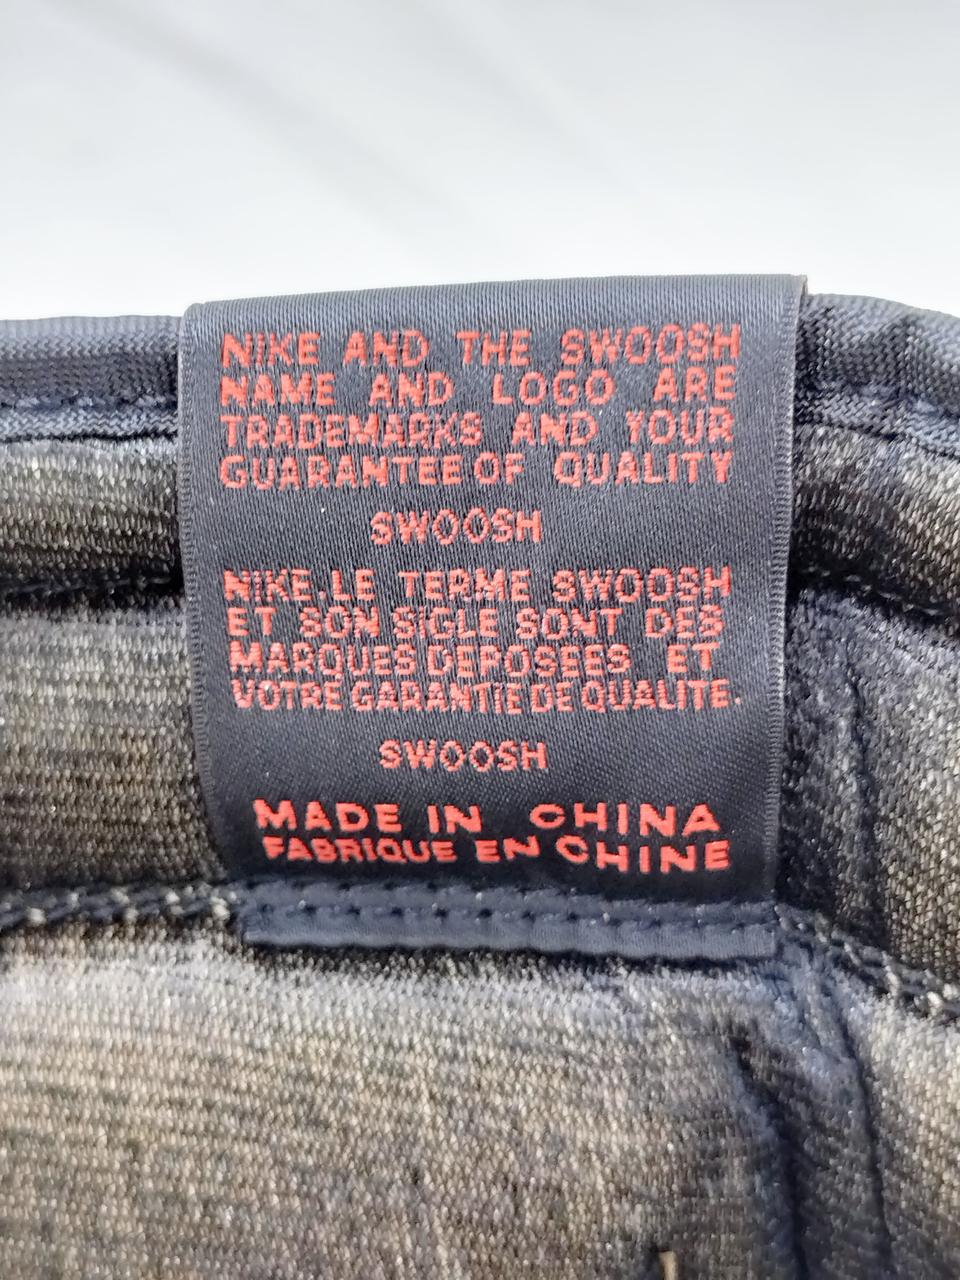 NIKE AND THE SWOOSH
NAME AND LOGO ARE
TRADEMARKS AND YOUR
GUARANTEE OF QUALITY
SWOOSH
NIKE, LE TERME SWOOSH
ET SON SIGLE SONT DES
MARQUES DEPOSEES ET
VOTRE GARANTIE DE QUALITE.
SWOOSH
MADE IN CHINA
FABRIQUE EN CHINE